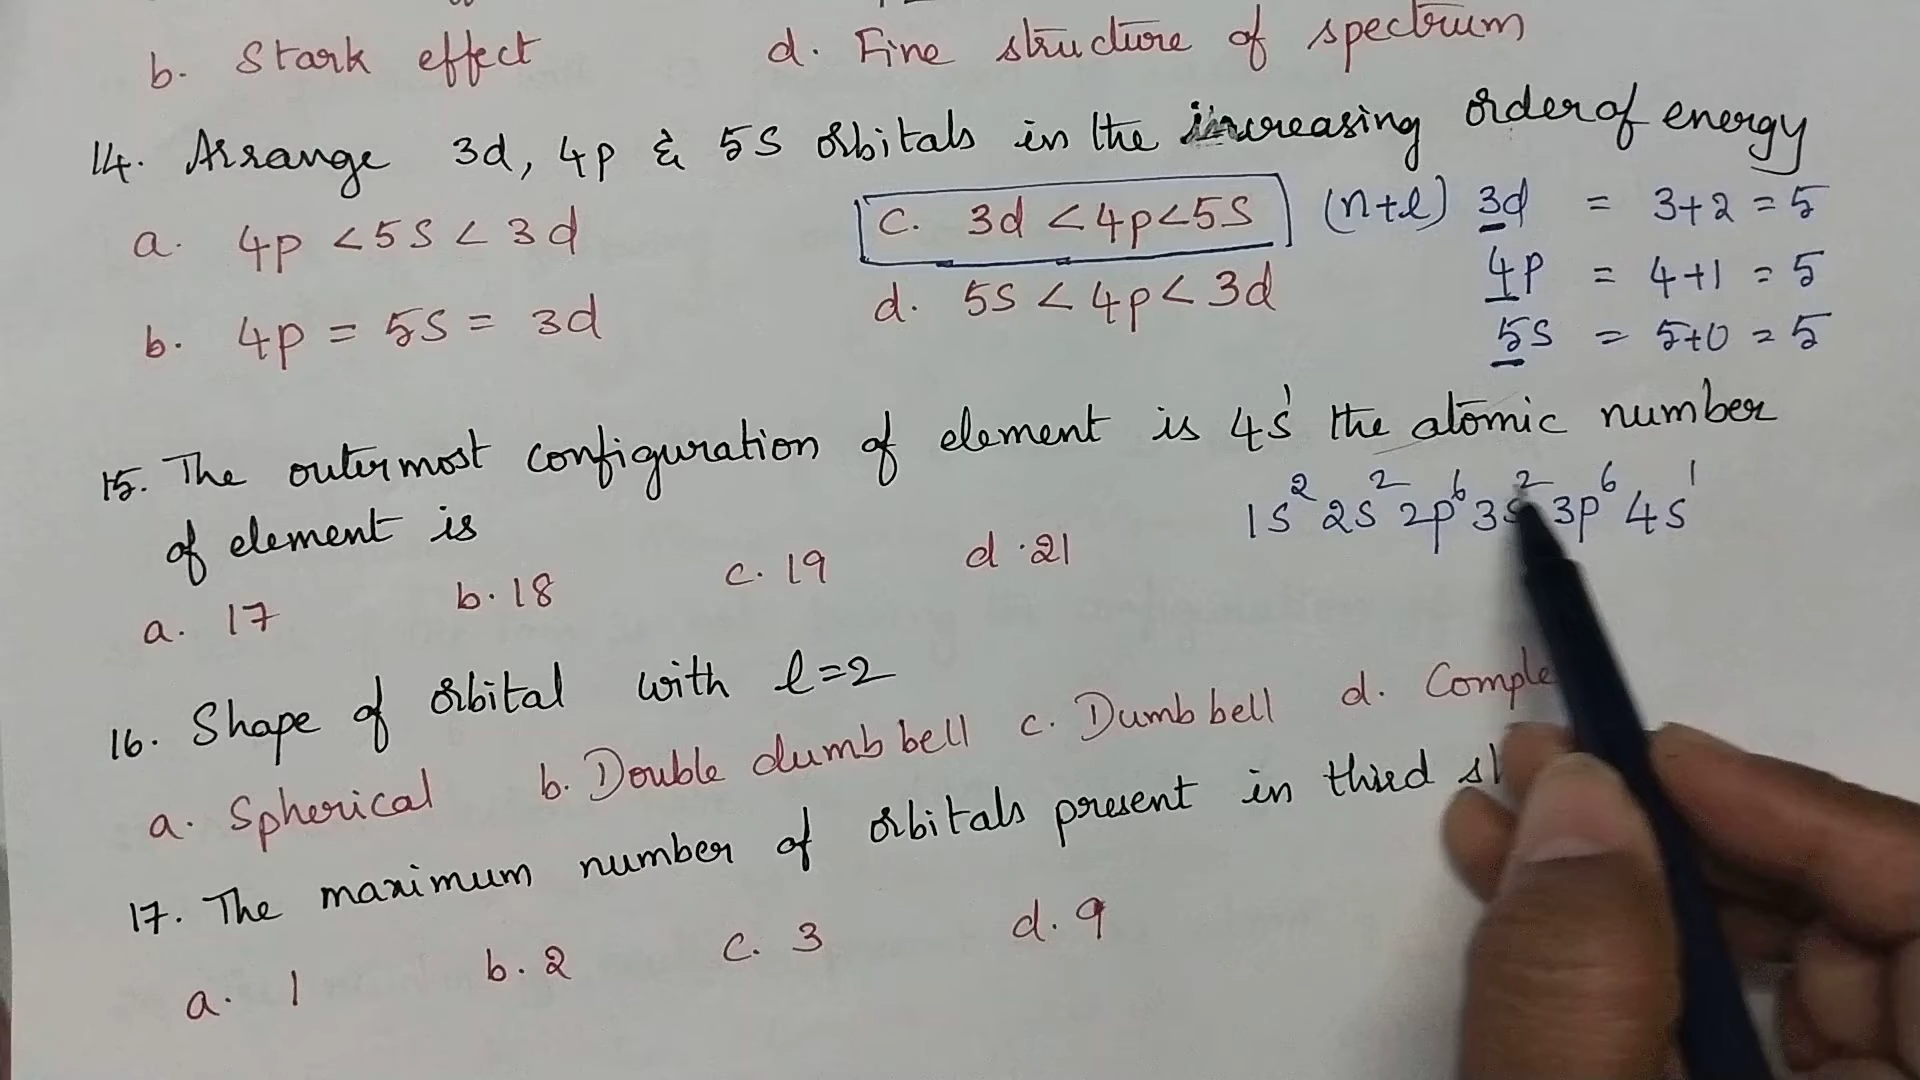 b. Stark effect d. Fine structure of spectrum
14. Arrange 3d, 4p & 5S orbitals in the increasing order of energy
a. 4p < 5S < 3d c. 3d < 4p < 5S (n+l) 3d = 3+2 = 5
4p = 4+1 = 5
b. 4p = 5S = 3d d. 5S < 4p < 3d
5S = 5+0 = 5
15. The outermost configuration of element is 4s¹ the atomic number
of element is 1s² 2s² 2p⁶ 3s² 3p⁶ 4s¹
a. 17 b. 18 c. 19 d. 21
16. Shape of orbital with l=2
a. Spherical b. Double dumb bell c. Dumb bell d.
17. The maximum number of orbitals present in third
a. 1 b. 2 c. 3 d. 9